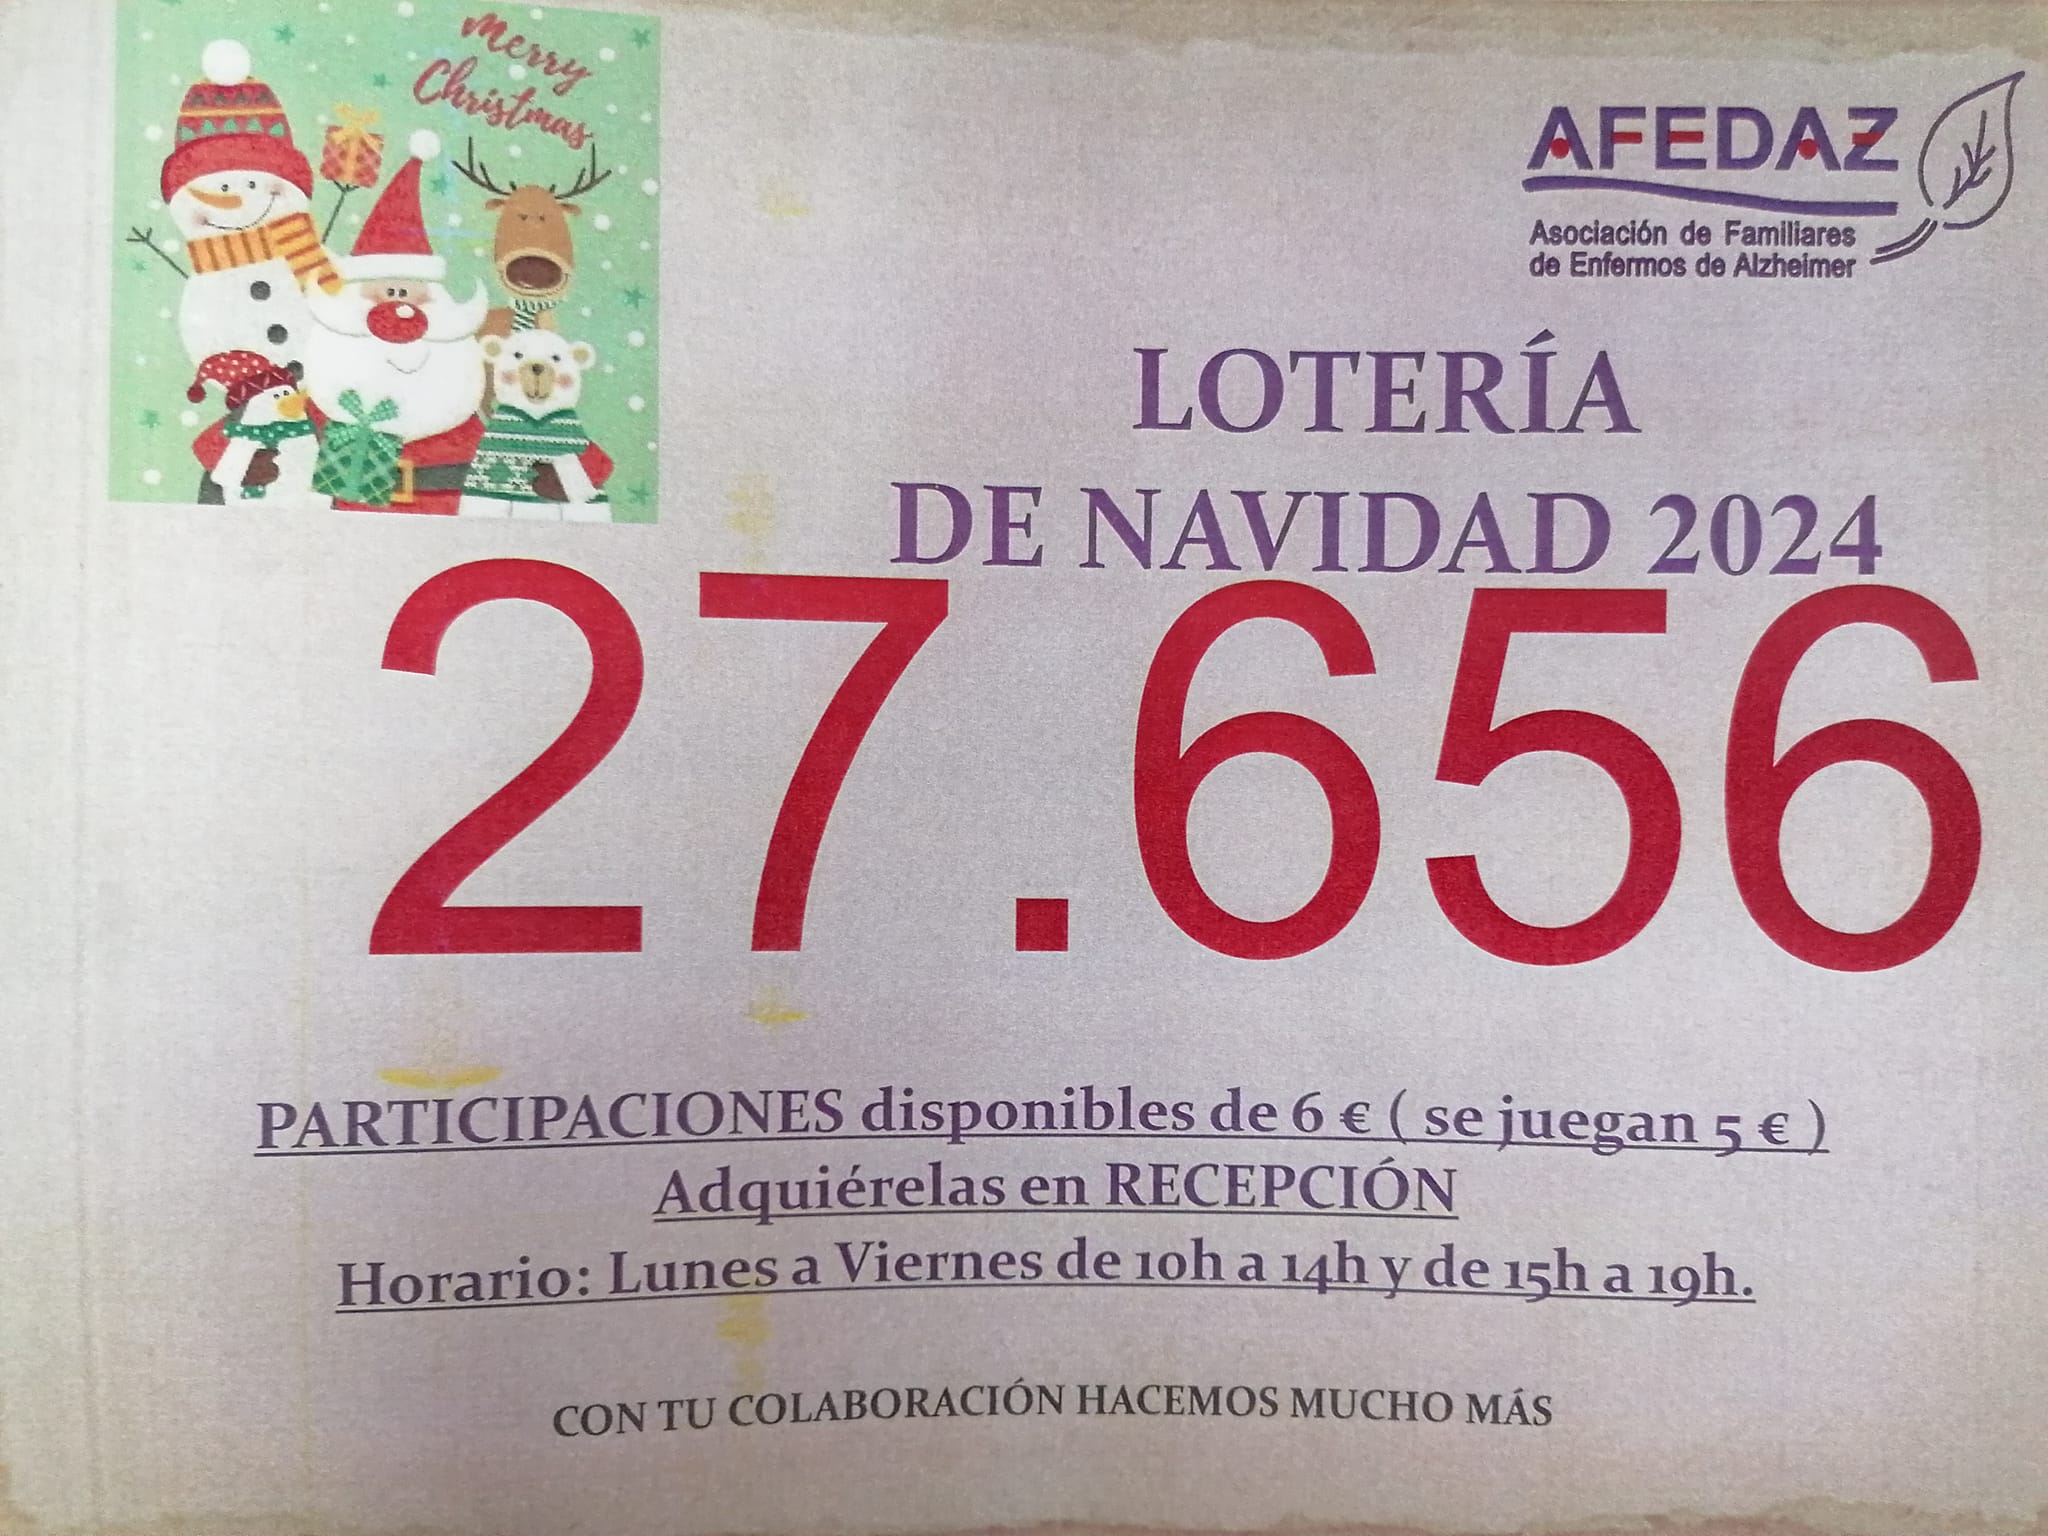 Merry
Christmas
AFEDAZ
Asociación de Familiares
de Enfermos de Alzheimer
LOTERÍA
DE NAVIDAD 2024
27.656
PARTICIPACIONES disponibles de 6 € ( se juegan 5 € )
Adquiérelas en RECEPCIÓN
Horario: Lunes a Viernes de 10h a 14h y de 15h a 19h.
CON TU COLABORACIÓN HACEMOS MUCHO MÁS